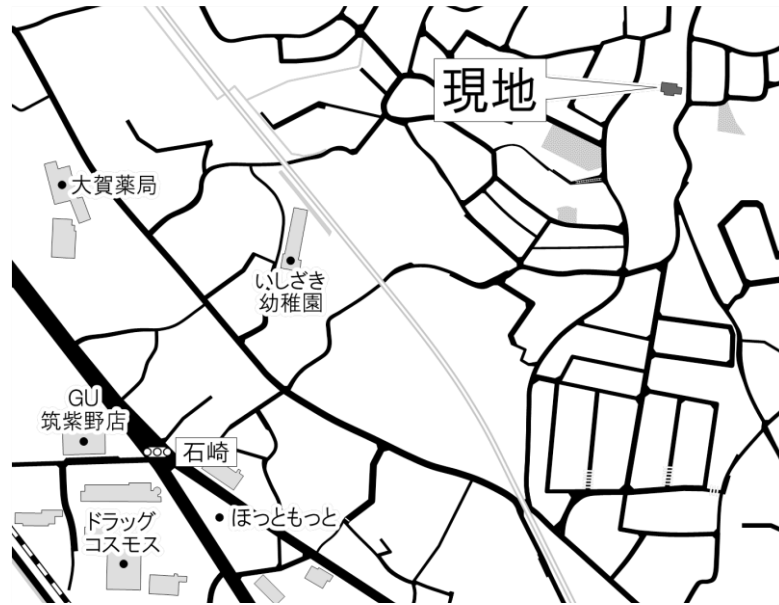 現地
大賀薬局
いしざき
幼稚園
GU
筑紫野店
石崎
ほっともっと
ドラッグ
コスモス